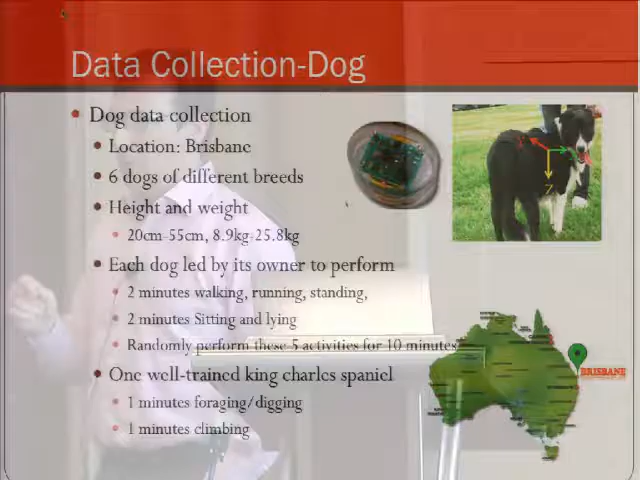 Data Collection-Dog
• Dog data collection
• Location: Brisbane
• 6 dogs of different breeds
• Height and weight
• 20cm-55cm, 8.9kg-25.8kg
• Each dog led by its owner to perform
• 2 minutes walking, running, standing,
• 2 minutes Sitting and lying
• Randomly perform these 5 activities for 10 minutes
• One well-trained king charles spaniel
• 1 minutes foraging/digging
• 1 minutes climbing
Z
BRISBANE